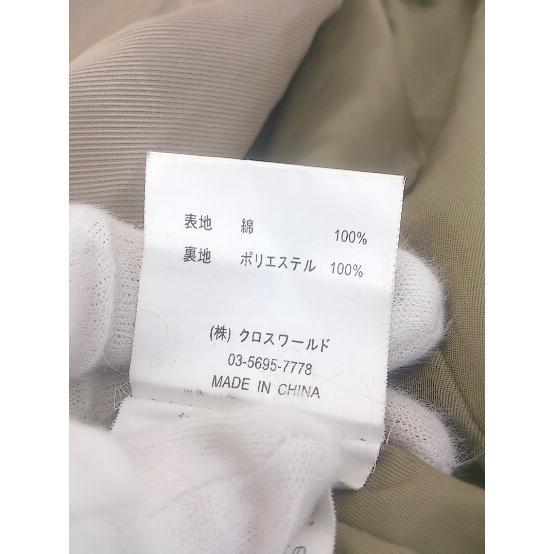 表地 綿 100%
裏地 ポリエステル 100%
(株) クロスワールド
03-5695-7778
MADE IN CHINA